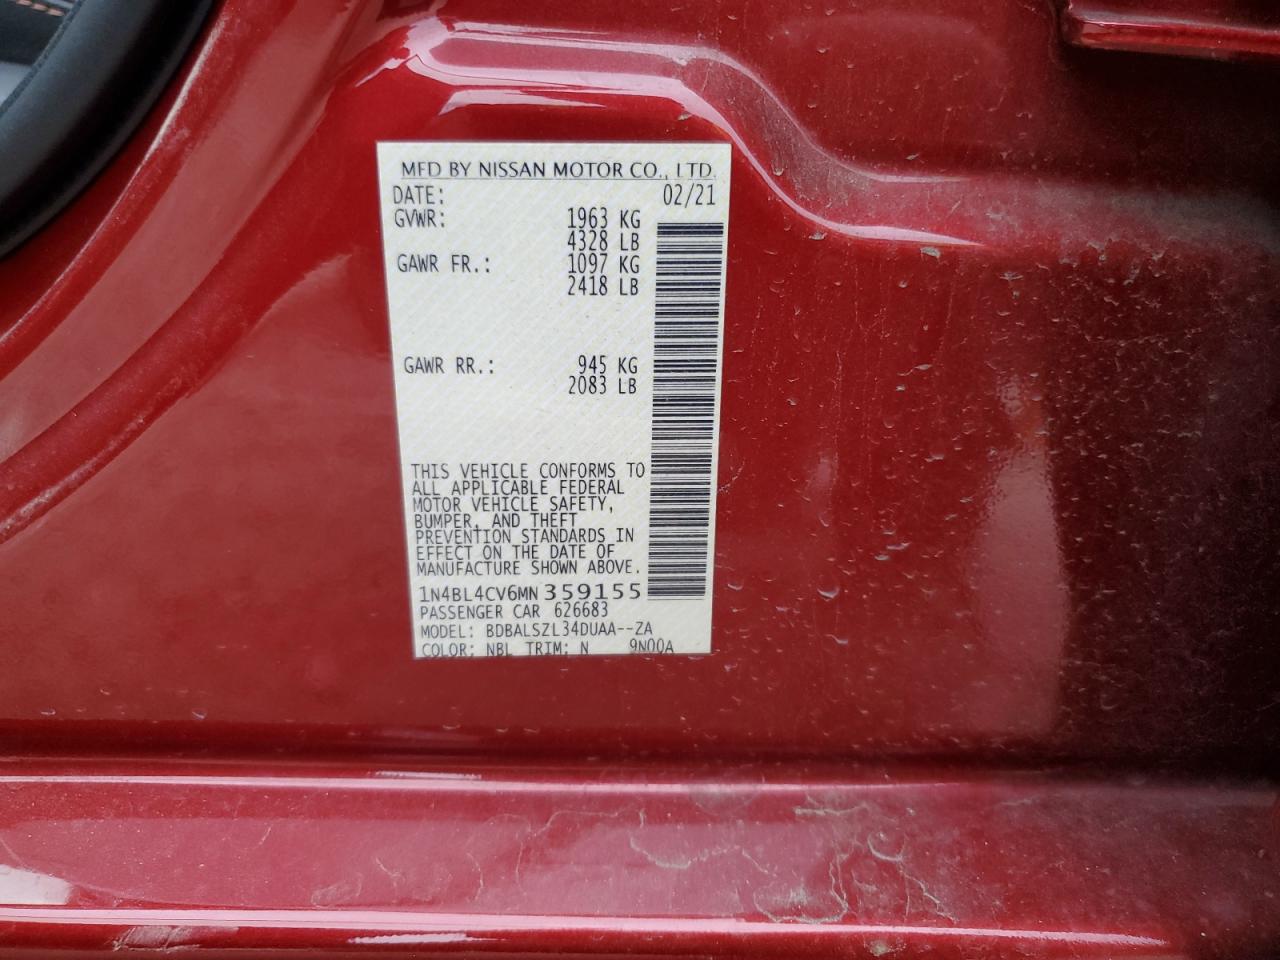 MFD BY NISSAN MOTOR CO., LTD.
DATE: 02/21
GVWR: 1963 KG
4328 LB
GAWR FR.: 1097 KG
2418 LB
GAWR RR.: 945 KG
2083 LB
THIS VEHICLE CONFORMS TO
ALL APPLICABLE FEDERAL
MOTOR VEHICLE SAFETY,
BUMPER, AND THEFT
PREVENTION STANDARDS IN
EFFECT ON THE DATE OF
MANUFACTURE SHOWN ABOVE.
1N4BL4CV6MN359155
PASSENGER CAR 626683
MODEL: BDBALSZL34DUAA--ZA
COLOR: NBL TRIM: N 9N00A